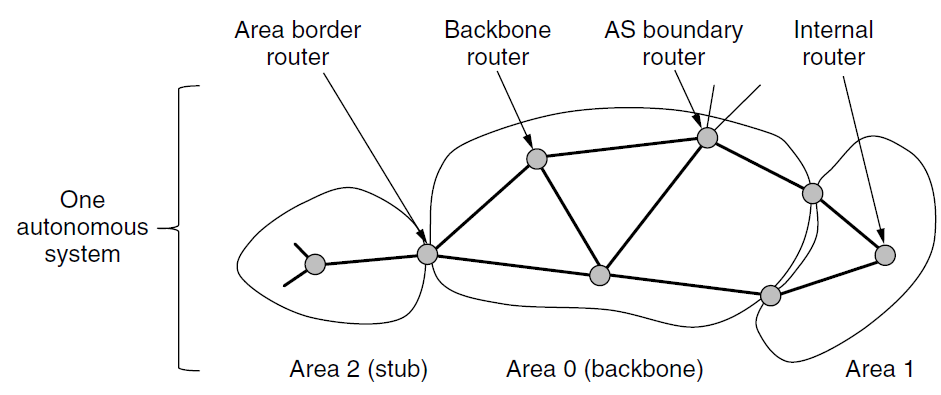 Area border
router
Backbone
router
AS boundary
router
Internal
router
One
autonomous
system
Area 2 (stub)
Area 0 (backbone)
Area 1